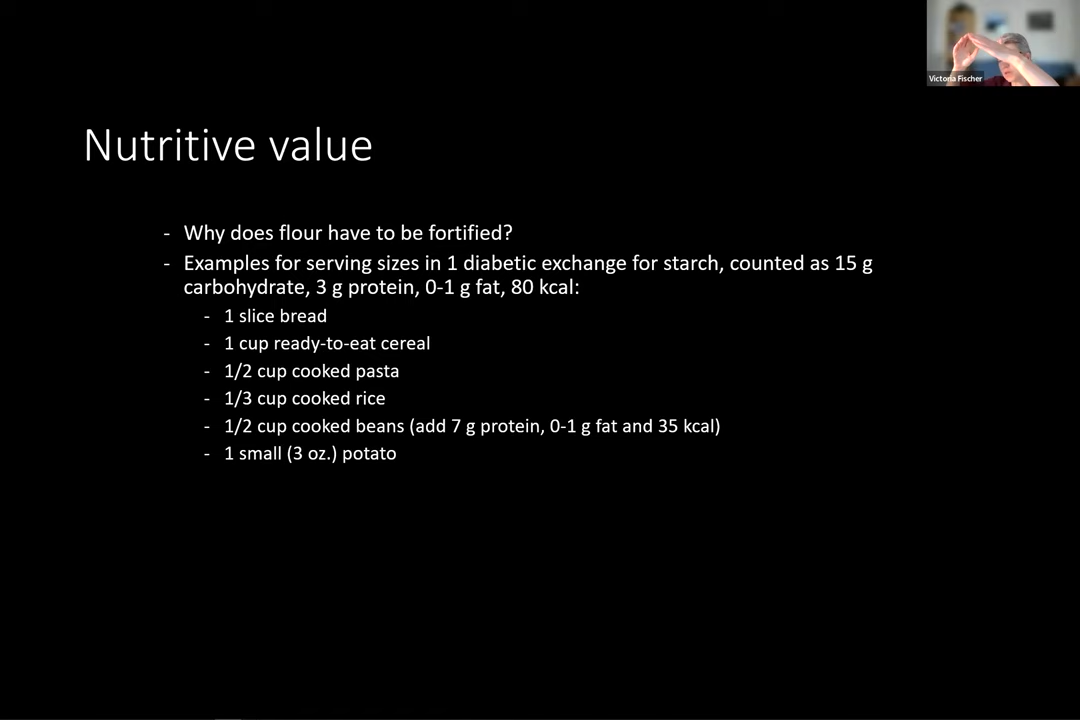 Victoria Fischer
Nutritive value
- Why does flour have to be fortified?
- Examples for serving sizes in 1 diabetic exchange for starch, counted as 15 g
carbohydrate, 3 g protein, 0-1 g fat, 80 kcal:
- 1 slice bread
- 1 cup ready-to-eat cereal
- 1/2 cup cooked pasta
- 1/3 cup cooked rice
- 1/2 cup cooked beans (add 7 g protein, 0-1 g fat and 35 kcal)
- 1 small (3 oz.) potato